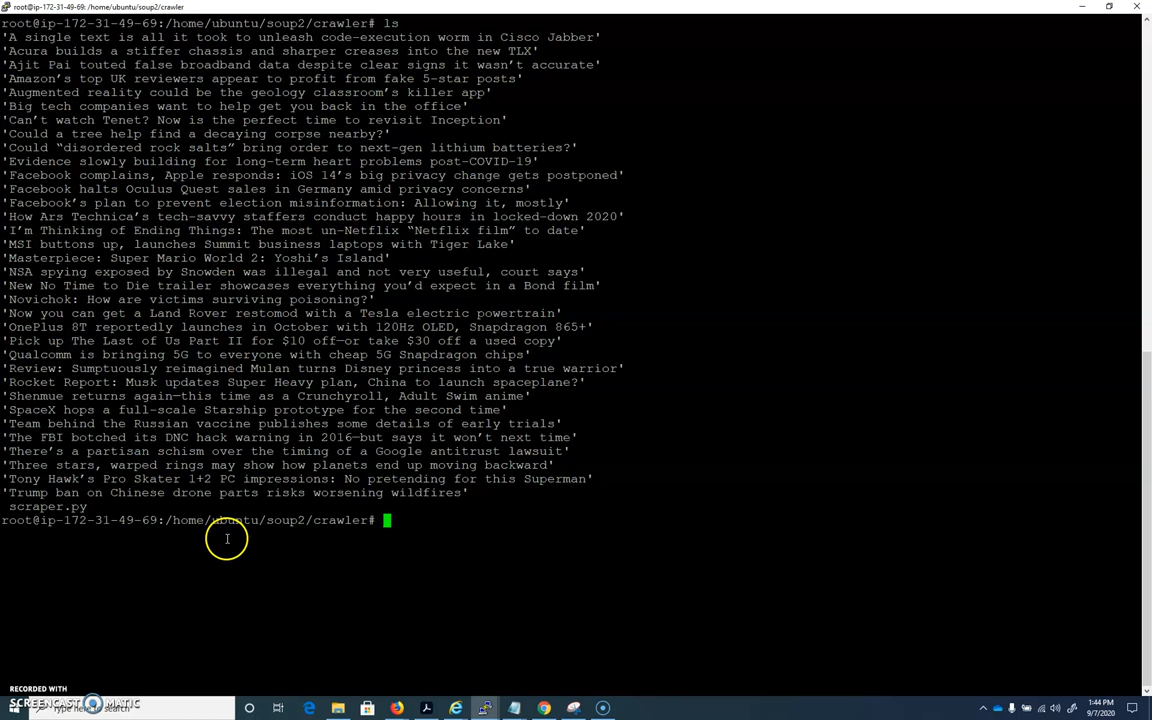 root@ip-172-31-49-69: /home/ubuntu/soup2/crawler
root@ip-172-31-49-69:/home/ubuntu/soup2/crawler# ls
'A single text is all it took to unleash code-execution worm in Cisco Jabber'
'Acura builds a stiffer chassis and sharper creases into the new TLX'
'Ajit Pai touted false broadband data despite clear signs it wasn’t accurate'
'Amazon’s top UK reviewers appear to profit from fake 5-star posts'
'Augmented reality could be the geology classroom’s killer app'
'Big tech companies want to help get you back in the office'
'Can’t watch Tenet? Now is the perfect time to revisit Inception'
'Could a tree help find a decaying corpse nearby?'
'Could “disordered rock salts” bring order to next-gen lithium batteries?'
'Evidence slowly building for long-term heart problems post-COVID-19'
'Facebook complains, Apple responds: iOS 14’s big privacy change gets postponed'
'Facebook halts Oculus Quest sales in Germany amid privacy concerns'
'Facebook’s plan to prevent election misinformation: Allowing it, mostly'
'How Ars Technica’s tech-savvy staffers conduct happy hours in locked-down 2020'
'I’m Thinking of Ending Things: The most un-Netflix “Netflix film” to date'
'MSI buttons up, launches Summit business laptops with Tiger Lake'
'Masterpiece: Super Mario World 2: Yoshi’s Island'
'NSA spying exposed by Snowden was illegal and not very useful, court says'
'New No Time to Die trailer showcases everything you’d expect in a Bond film'
'Novichok: How are victims surviving poisoning?'
'Now you can get a Land Rover restomod with a Tesla electric powertrain'
'OnePlus 8T reportedly launches in October with 120Hz OLED, Snapdragon 865+'
'Pick up The Last of Us Part II for $10 off—or take $30 off a used copy'
'Qualcomm is bringing 5G to everyone with cheap 5G Snapdragon chips'
'Review: Sumptuously reimagined Mulan turns Disney princess into a true warrior'
'Rocket Report: Musk updates Super Heavy plan, China to launch spaceplane?'
'Shenmue returns again—this time as a Crunchyroll, Adult Swim anime'
'SpaceX hops a full-scale Starship prototype for the second time'
'Team behind the Russian vaccine publishes some details of early trials'
'The FBI botched its DNC hack warning in 2016—but says it won’t next time'
'There’s a partisan schism over the timing of a Google antitrust lawsuit'
'Three stars, warped rings may show how planets end up moving backward'
'Tony Hawk’s Pro Skater 1+2 PC impressions: No pretending for this Superman'
'Trump ban on Chinese drone parts risks worsening wildfires'
scraper.py
root@ip-172-31-49-69:/home/ubuntu/soup2/crawler#
RECORDED WITH
SCREENCAST MATIC
Type here to search
1:44 PM
9/7/2020